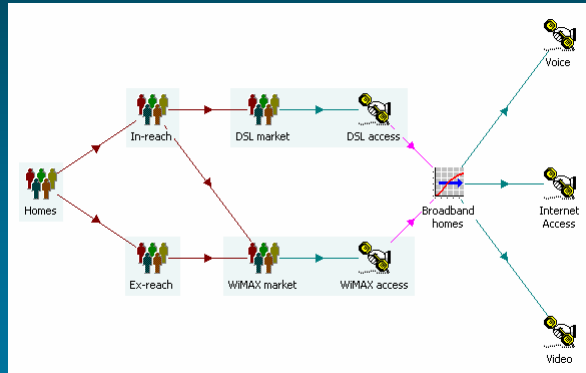 Voice
In-reach
DSL market
DSL access
Homes
Broadband
homes
Internet
Access
Ex-reach
WiMAX market
WiMAX access
Video